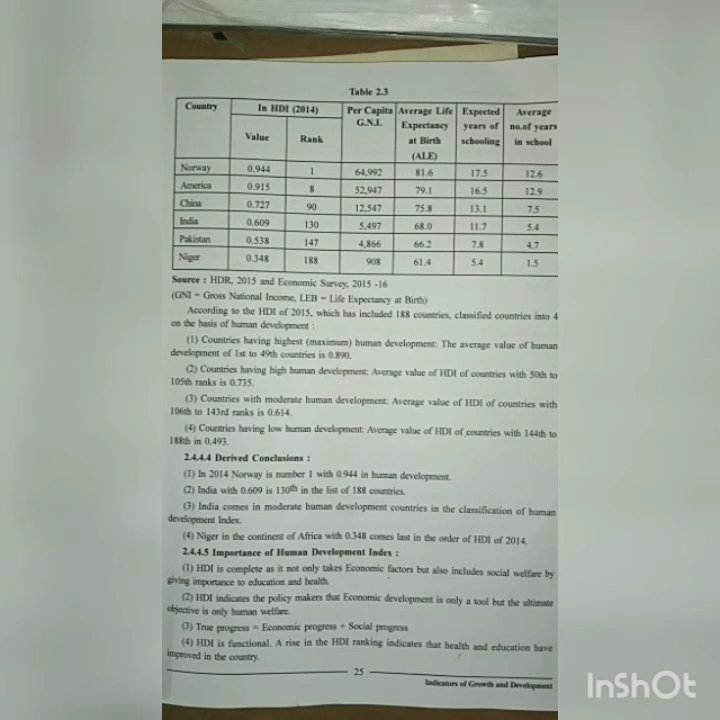 Table 2.3
Country In HDI (2014) Per Capita G.N.I. Average Life Expectancy at Birth (ALE) Expected years of schooling Average no.of years in school
Value Rank
Norway 0.944 1 64,992 81.6 17.5 12.6
America 0.915 8 52,947 79.1 16.5 12.9
China 0.727 90 12,547 75.8 13.1 7.5
India 0.609 130 5,497 68.0 11.7 5.4
Pakistan 0.538 147 4,866 66.2 7.8 4.7
Niger 0.348 188 908 61.4 5.4 1.5
Source : HDR, 2015 and Economic Survey, 2015 -16
(GNI = Gross National Income, LEB = Life Expectancy at Birth)
According to the HDI of 2015, which has included 188 countries, classified countries into 4
on the basis of human development :
(1) Countries having highest (maximum) human development: The average value of human
development of 1st to 49th countries is 0.890.
(2) Countries having high human development: Average value of HDI of countries with 50th to
105th ranks is 0.735.
(3) Countries with moderate human development: Average value of HDI of countries with
106th to 143rd ranks is 0.614.
(4) Countries having low human development: Average value of HDI of countries with 144th to
188th in 0.493.
2.4.4.4 Derived Conclusions :
(1) In 2014 Norway is number 1 with 0.944 in human development.
(2) India with 0.609 is 130th in the list of 188 countries.
(3) India comes in moderate human development countries in the classification of human
development Index.
(4) Niger in the continent of Africa with 0.348 comes last in the order of HDI of 2014.
2.4.4.5 Importance of Human Development Index :
(1) HDI is complete as it not only takes Economic factors but also includes social welfare by
giving importance to education and health.
(2) HDI indicates the policy makers that Economic development is only a tool but the ultimate
objective is only human welfare.
(3) True progress = Economic progress + Social progress
(4) HDI is functional. A rise in the HDI ranking indicates that health and education have
improved in the country.
25
Indicators of Growth and Development
InShOt